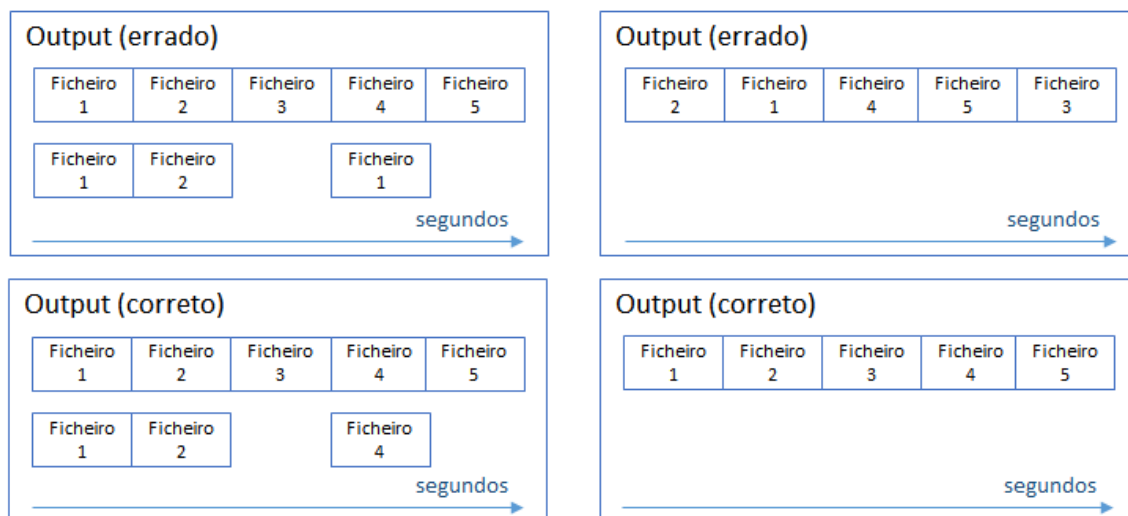 Output (errado)
Ficheiro 1 Ficheiro 2 Ficheiro 3 Ficheiro 4 Ficheiro 5
Ficheiro 1 Ficheiro 2 Ficheiro 1
segundos
Output (errado)
Ficheiro 2 Ficheiro 1 Ficheiro 4 Ficheiro 5 Ficheiro 3
segundos
Output (correto)
Ficheiro 1 Ficheiro 2 Ficheiro 3 Ficheiro 4 Ficheiro 5
Ficheiro 1 Ficheiro 2 Ficheiro 4
segundos
Output (correto)
Ficheiro 1 Ficheiro 2 Ficheiro 3 Ficheiro 4 Ficheiro 5
segundos